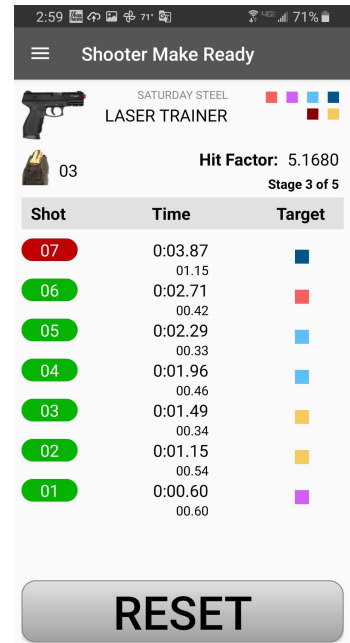 2:59 71° 4GE 71%
Shooter Make Ready
SATURDAY STEEL
LASER TRAINER
03
Hit Factor: 5.1680
Stage 3 of 5
Shot Time Target
07 0:03.87
01.15
06 0:02.71
00.42
05 0:02.29
00.33
04 0:01.96
00.46
03 0:01.49
00.34
02 0:01.15
00.54
01 0:00.60
00.60
RESET